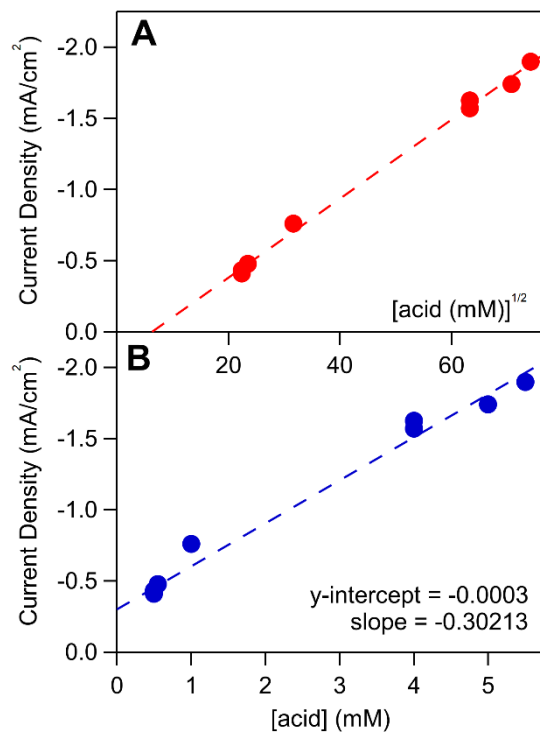 A
Current Density (mA/cm²)
-2.0
-1.5
-1.0
-0.5
0.0
[acid (mM)]^1/2
20
40
60
B
Current Density (mA/cm²)
-2.0
-1.5
-1.0
-0.5
0.0
y-intercept = -0.0003
slope = -0.30213
0
1
2
3
4
5
[acid] (mM)